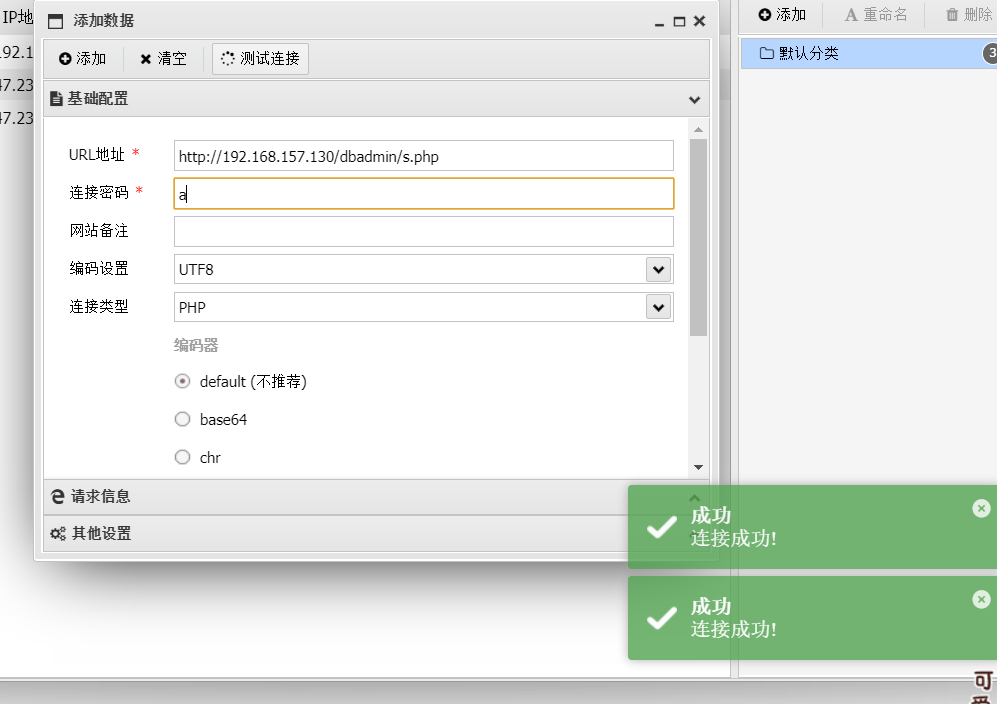 IP地
添加数据
添加
重命名
删除
192.1
添加
清空
测试连接
默认分类
3
47.23
基础配置
47.23
URL地址 *
http://192.168.157.130/dbadmin/s.php
连接密码 *
a
网站备注
编码设置
UTF8
连接类型
PHP
编码器
default (不推荐)
base64
chr
请求信息
其他设置
成功
连接成功!
成功
连接成功!
可